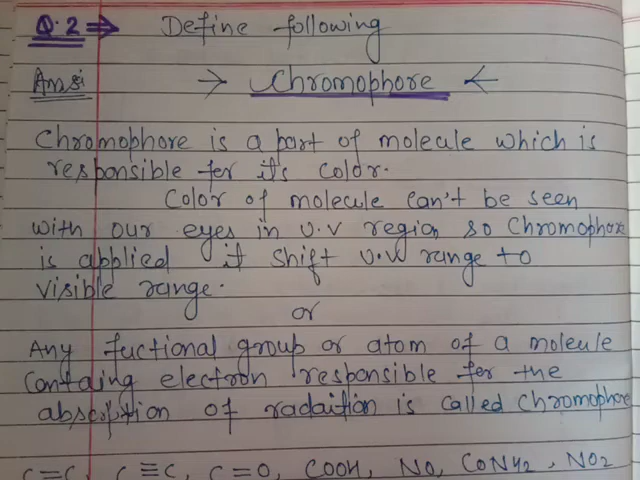 Q.2 ⇒ Define following
Ans: → Chromophore ←
Chromophore is a part of molecule which is
responsible for it's color.
Color of molecule can't be seen
with our eyes in U.V region so Chromophore
is applied it shift U.V range to
visible range.
or
Any fuctional group or atom of a moleule
Containg electron responsible for the
absorption of radaition is called Chromophore
C=C, C≡C, C=O, COOH, NO, CONH2, NO2